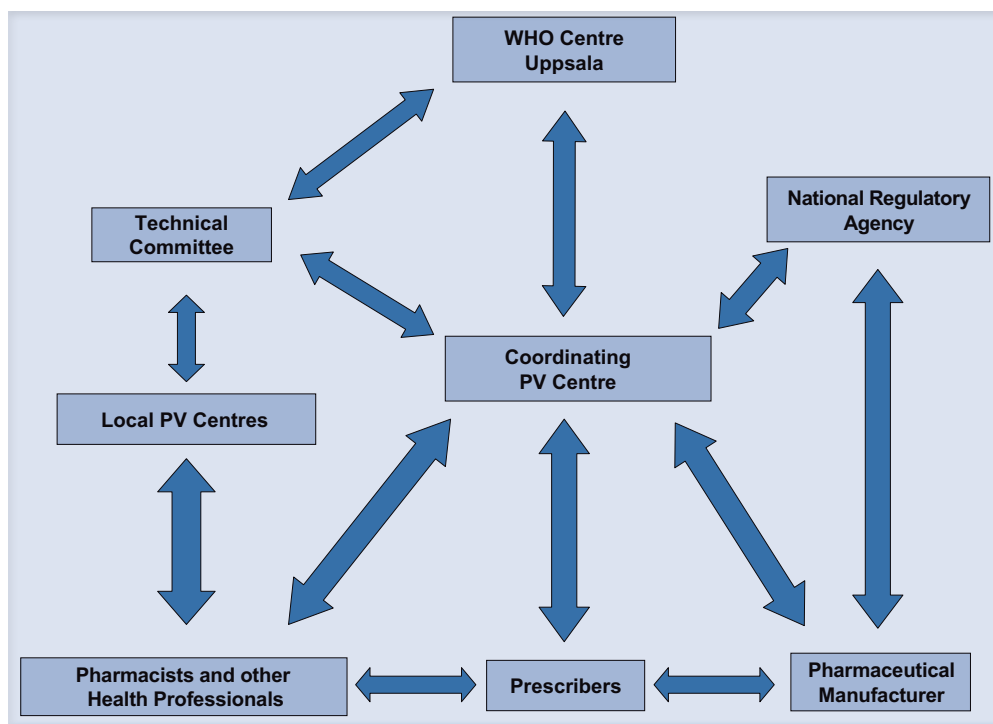 WHO Centre
Uppsala
National Regulatory
Agency
Technical
Committee
Coordinating
PV Centre
Local PV Centres
Pharmacists and other
Health Professionals
Prescribers
Pharmaceutical
Manufacturer